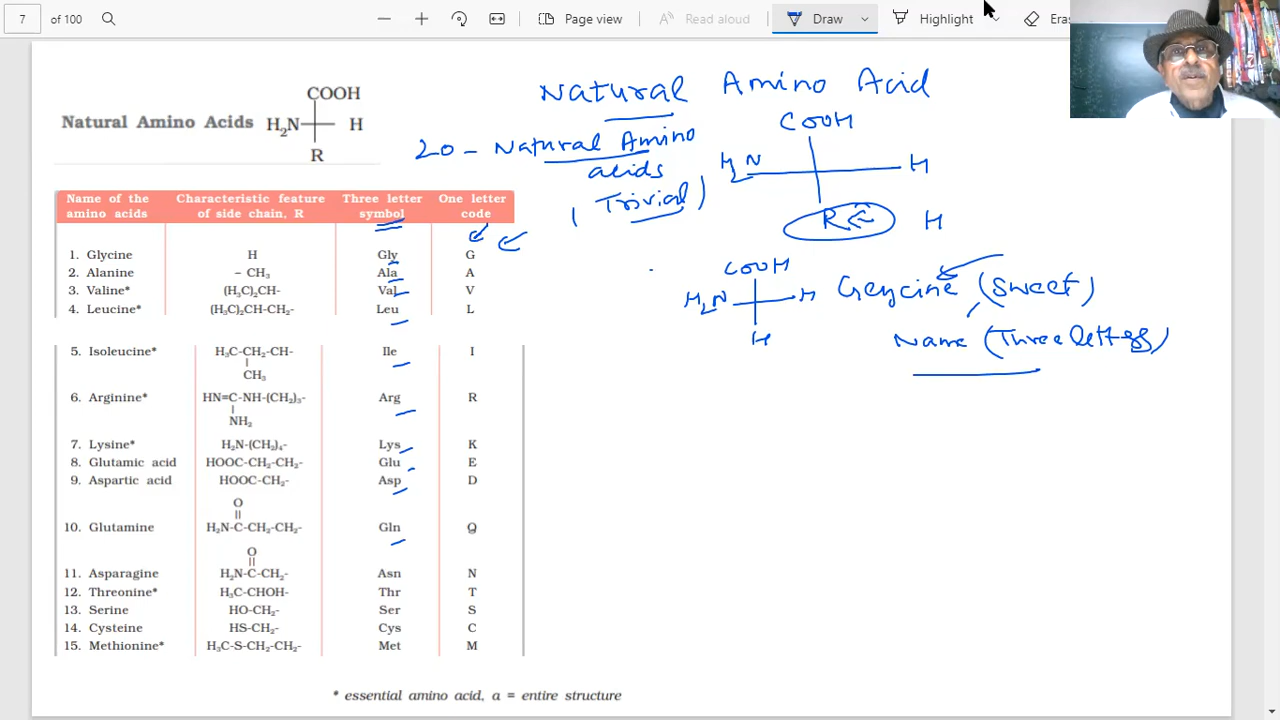 7 of 100
Page view
Read aloud
Draw
Highlight
Natural Amino Acids
COOH
H2N H
R
Name of the amino acids Characteristic feature of side chain, R Three letter symbol One letter code
1. Glycine H Gly G
2. Alanine – CH3 Ala A
3. Valine* (H3C)2CH- Val V
4. Leucine* (H3C)2CH-CH2- Leu L
5. Isoleucine* H3C-CH2-CH- Ile I
CH3
6. Arginine* HN=C-NH-(CH2)3- Arg R
NH2
7. Lysine* H2N-(CH2)4- Lys K
8. Glutamic acid HOOC-CH2-CH2- Glu E
9. Aspartic acid HOOC-CH2- Asp D
O
10. Glutamine H2N-C-CH2-CH2- Gln Q
O
11. Asparagine H2N-C-CH2- Asn N
12. Threonine* H3C-CHOH- Thr T
13. Serine HO-CH2- Ser S
14. Cysteine HS-CH2- Cys C
15. Methionine* H3C-S-CH2-CH2- Met M
* essential amino acid, a = entire structure
Natural Amino Acid
20 - Natural Amino
acids
(Trivial)
COOH
H2N H
R H
COOH
H2N H
H
Glycine (Sweet)
Name (Three letters)